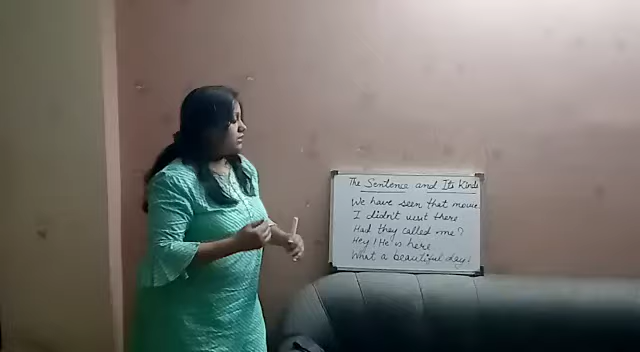 The Sentence and Its Kinds
We have seen that movie.
I didn't visit there
Had they called me?
Hey! He is here
What a beautiful day!